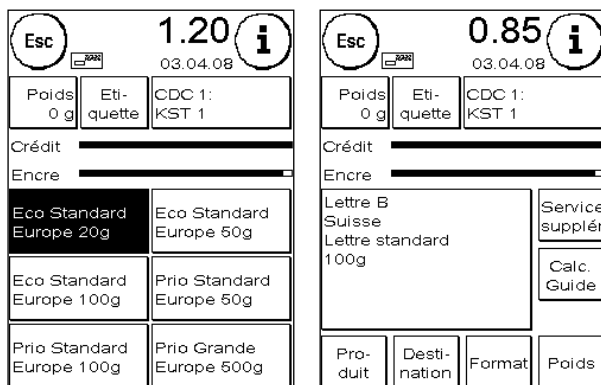 Esc
1.20
i
03.04.08
Poids
0 g
Eti-
quette
CDC 1:
KST 1
Crédit
Encre
Eco Standard
Europe 20g
Eco Standard
Europe 50g
Eco Standard
Europe 100g
Prio Standard
Europe 50g
Prio Standard
Europe 100g
Prio Grande
Europe 500g
Esc
0.85
i
03.04.08
Poids
0 g
Eti-
quette
CDC 1:
KST 1
Crédit
Encre
Lettre B
Suisse
Lettre standard
100g
Service
supplér
Calc.
Guide
Pro-
duit
Desti-
nation
Format
Poids